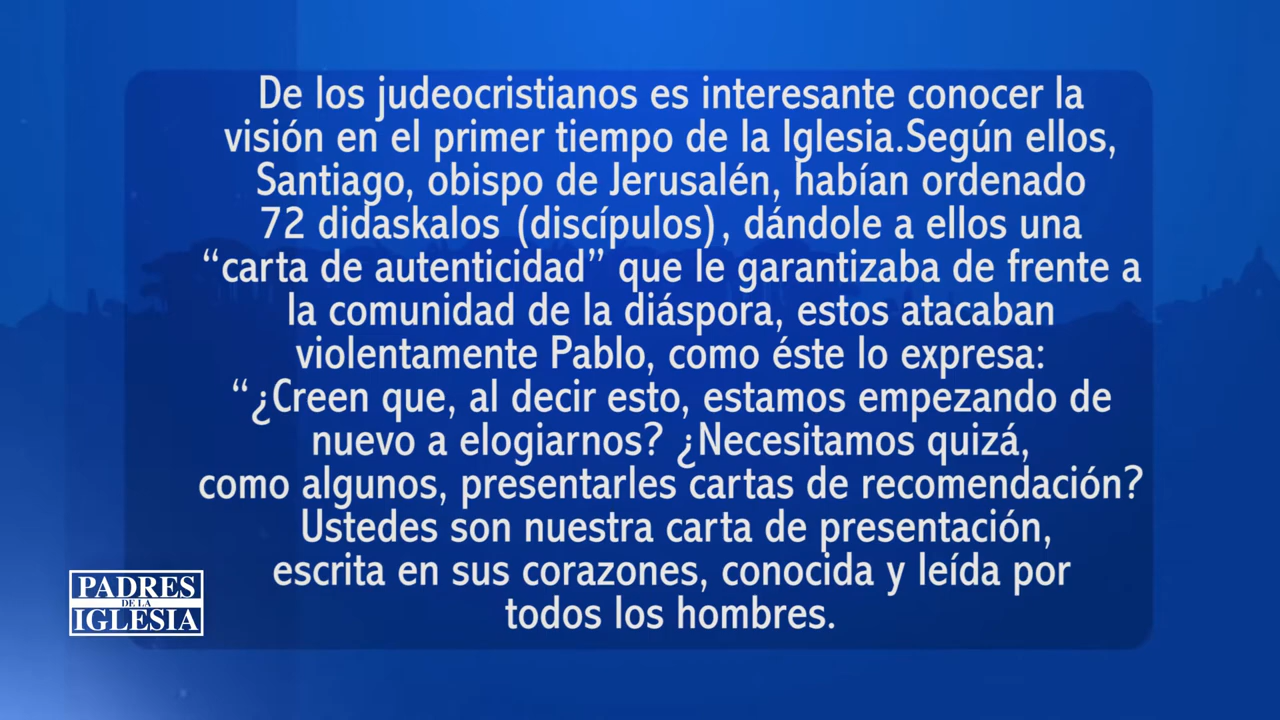 De los judeocristianos es interesante conocer la
visión en el primer tiempo de la Iglesia.Según ellos,
Santiago, obispo de Jerusalén, habían ordenado
72 didaskalos (discípulos), dándole a ellos una
“carta de autenticidad” que le garantizaba de frente a
la comunidad de la diáspora, estos atacaban
violentamente Pablo, como éste lo expresa:
“¿Creen que, al decir esto, estamos empezando de
nuevo a elogiarnos? ¿Necesitamos quizá,
como algunos, presentarles cartas de recomendación?
Ustedes son nuestra carta de presentación,
escrita en sus corazones, conocida y leída por
todos los hombres.
PADRES
DE LA
IGLESIA